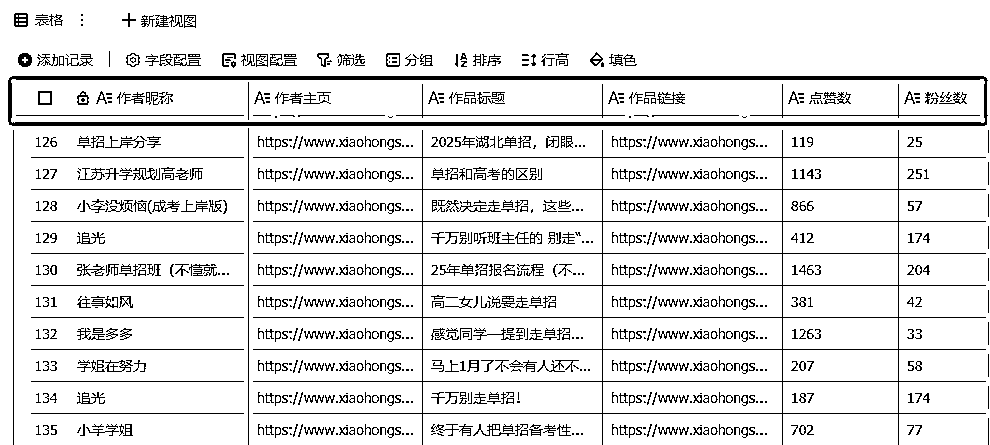 表格 ⋮ 新建视图
添加记录 字段配置 视图配置 筛选 分组 排序 行高 填色
作者昵称 作者主页 作品标题 作品链接 点赞数 粉丝数
126 单招上岸分享 https://www.xiaohongs... 2025年湖北单招，闭眼... https://www.xiaohongs... 119 25
127 江苏升学规划高老师 https://www.xiaohongs... 单招和高考的区别 https://www.xiaohongs... 1143 251
128 小李没烦恼(成考上岸版) https://www.xiaohongs... 既然决定走单招，这些... https://www.xiaohongs... 866 57
129 追光 https://www.xiaohongs... 千万别听班主任的 别走“... https://www.xiaohongs... 412 174
130 张老师单招班（不懂就... https://www.xiaohongs... 25年单招报名流程（不... https://www.xiaohongs... 1463 204
131 往事如风 https://www.xiaohongs... 高二女儿说要走单招 https://www.xiaohongs... 381 42
132 我是多多 https://www.xiaohongs... 感觉同学一提到走单招... https://www.xiaohongs... 1263 33
133 学姐在努力 https://www.xiaohongs... 马上1月了不会有人还不... https://www.xiaohongs... 207 58
134 追光 https://www.xiaohongs... 千万别走单招！ https://www.xiaohongs... 187 174
135 小羊学姐 https://www.xiaohongs... 终于有人把单招备考性... https://www.xiaohongs... 702 77